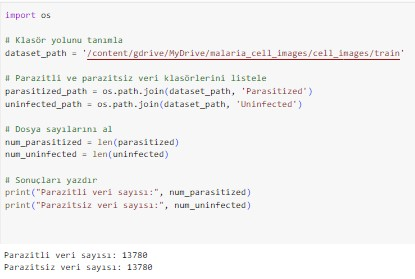 import os
# Klasör yolunu tanımla
dataset_path = '/content/gdrive/MyDrive/malaria_cell_images/cell_images/train'
# Parazitli ve parazitsiz veri klasörlerini listele
parasitized_path = os.path.join(dataset_path, 'Parasitized')
uninfected_path = os.path.join(dataset_path, 'Uninfected')
# Dosya sayılarını al
num_parasitized = len(parasitized)
num_uninfected = len(uninfected)
# Sonuçları yazdır
print("Parazitli veri sayısı:", num_parasitized)
print("Parazitsiz veri sayısı:", num_uninfected)
Parazitli veri sayısı: 13780
Parazitsiz veri sayısı: 13780